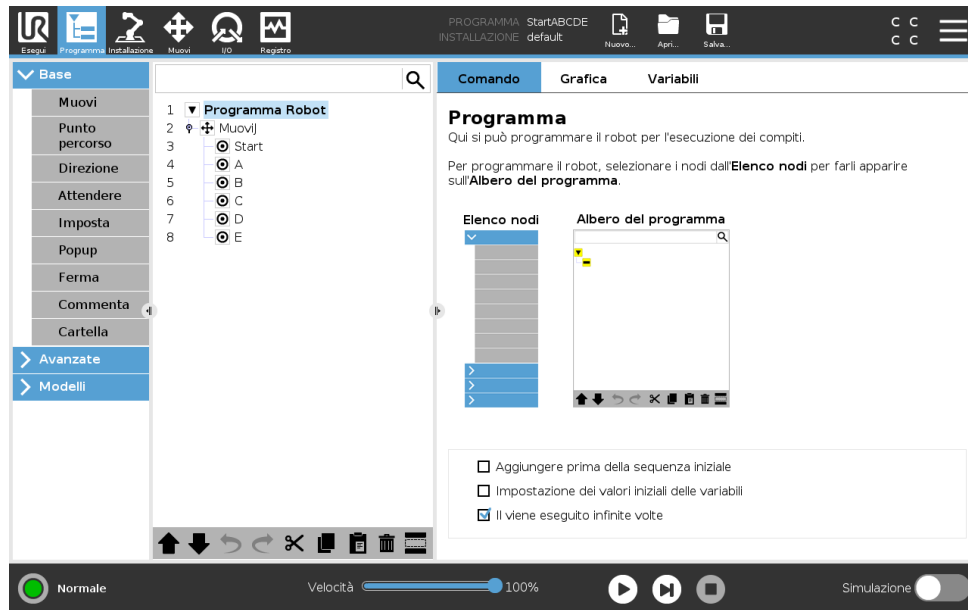 PROGRAMMA StartABCDE
INSTALLAZIONE default
UR
Esegui
Programma
Installazione
Muovi
I/O
Registro
Nuovo...
Apri...
Salva...
C C
C C
Base
Muovi
Punto
percorso
Direzione
Attendere
Imposta
Popup
Ferma
Commenta
Cartella
Avanzate
Modelli
1 Programma Robot
2 MuoviJ
3 Start
4 A
5 B
6 C
7 D
8 E
Comando Grafica Variabili
Programma
Qui si può programmare il robot per l'esecuzione dei compiti.
Per programmare il robot, selezionare i nodi dall'Elenco nodi per farli apparire
sull'Albero del programma.
Elenco nodi Albero del programma
Aggiungere prima della sequenza iniziale
Impostazione dei valori iniziali delle variabili
Il viene eseguito infinite volte
Normale
Velocità 100%
Simulazione